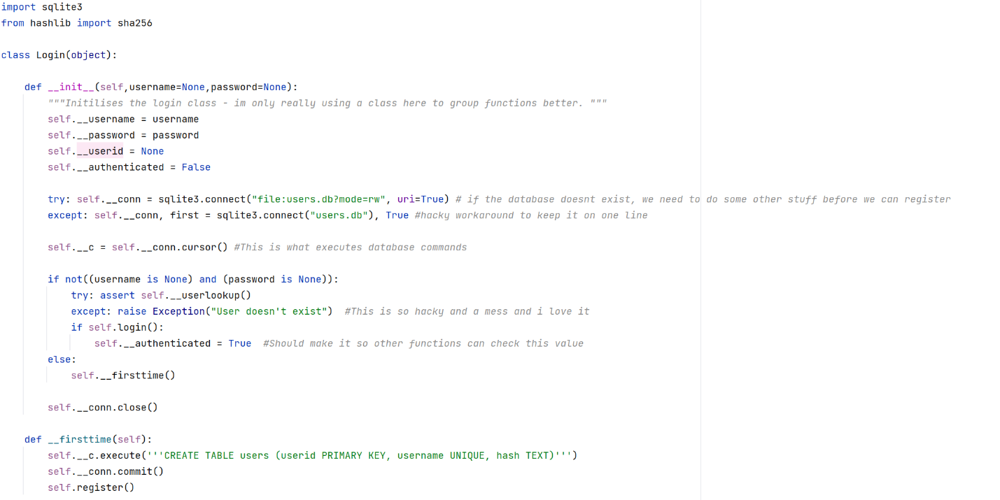 import sqlite3
from hashlib import sha256
class Login(object):
def __init__(self,username=None,password=None):
"""Initilises the login class - im only really using a class here to group functions better. """
self.__username = username
self.__password = password
self.__userid = None
self.__authenticated = False
try: self.__conn = sqlite3.connect("file:users.db?mode=rw", uri=True) # if the database doesnt exist, we need to do some other stuff before we can register
except: self.__conn, first = sqlite3.connect("users.db"), True #hacky workaround to keep it on one line
self.__c = self.__conn.cursor() #This is what executes database commands
if not((username is None) and (password is None)):
try: assert self.__userlookup()
except: raise Exception("User doesn't exist")  #This is so hacky and a mess and i love it
if self.login():
self.__authenticated = True  #Should make it so other functions can check this value
else:
self.__firsttime()
self.__conn.close()
def __firsttime(self):
self.__c.execute('''CREATE TABLE users (userid PRIMARY KEY, username UNIQUE, hash TEXT)''')
self.__conn.commit()
self.register()